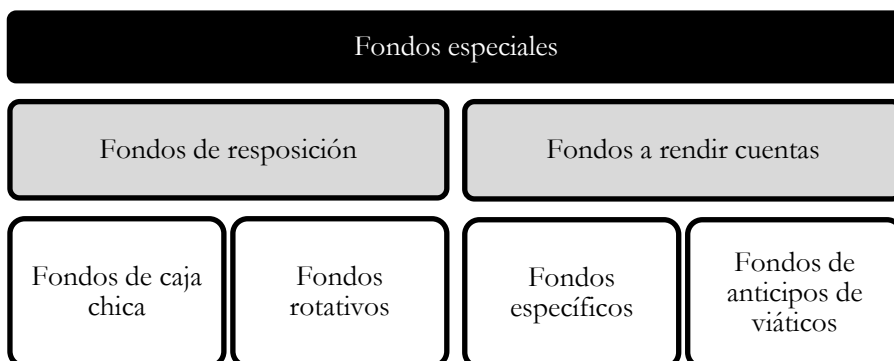 Fondos especiales
Fondos de resposición
Fondos a rendir cuentas
Fondos de caja
chica
Fondos
rotativos
Fondos
específicos
Fondos de
anticipos de
viáticos